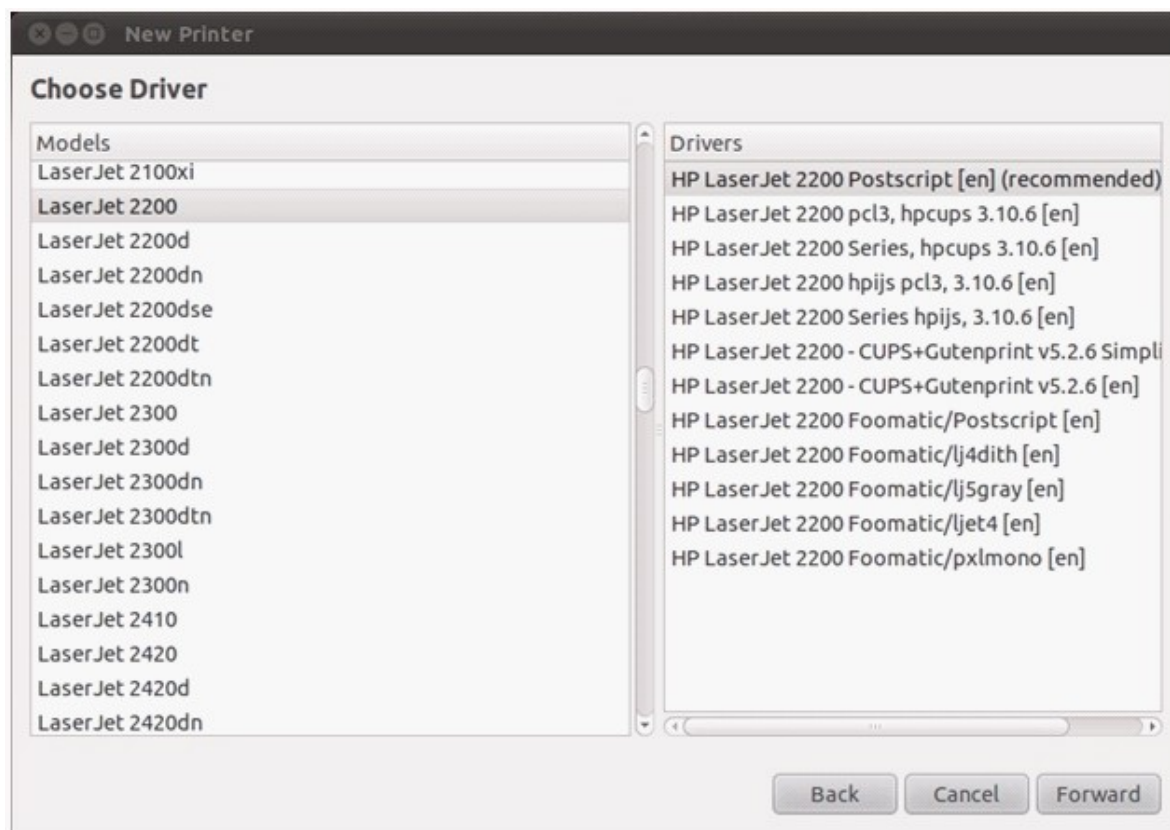 New Printer
Choose Driver
Models
LaserJet 2100xi
LaserJet 2200
LaserJet 2200d
LaserJet 2200dn
LaserJet 2200dse
LaserJet 2200dt
LaserJet 2200dtn
LaserJet 2300
LaserJet 2300d
LaserJet 2300dn
LaserJet 2300dtn
LaserJet 2300l
LaserJet 2300n
LaserJet 2410
LaserJet 2420
LaserJet 2420d
LaserJet 2420dn
Drivers
HP LaserJet 2200 Postscript [en] (recommended)
HP LaserJet 2200 pcl3, hpcups 3.10.6 [en]
HP LaserJet 2200 Series, hpcups 3.10.6 [en]
HP LaserJet 2200 hpijs pcl3, 3.10.6 [en]
HP LaserJet 2200 Series hpijs, 3.10.6 [en]
HP LaserJet 2200 - CUPS+Gutenprint v5.2.6 Simpli
HP LaserJet 2200 - CUPS+Gutenprint v5.2.6 [en]
HP LaserJet 2200 Foomatic/Postscript [en]
HP LaserJet 2200 Foomatic/lj4dith [en]
HP LaserJet 2200 Foomatic/lj5gray [en]
HP LaserJet 2200 Foomatic/ljet4 [en]
HP LaserJet 2200 Foomatic/pxlmono [en]
Back Cancel Forward